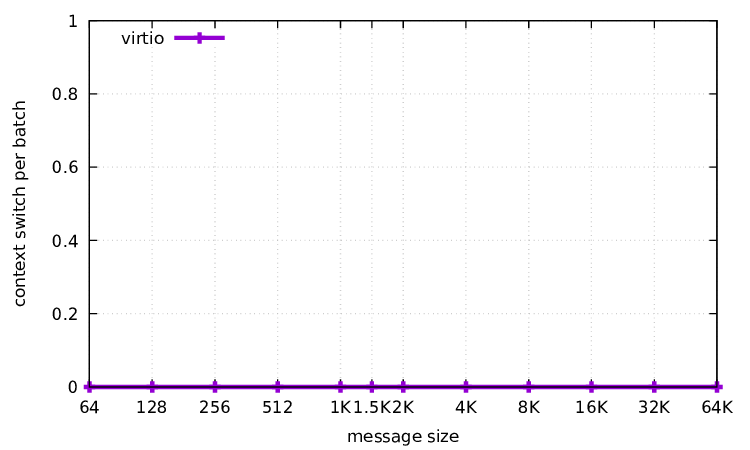 1
virtio
0.8
0.6
0.4
0.2
0
context switch per batch
64 128 256 512 1K 1.5K 2K 4K 8K 16K 32K 64K
message size